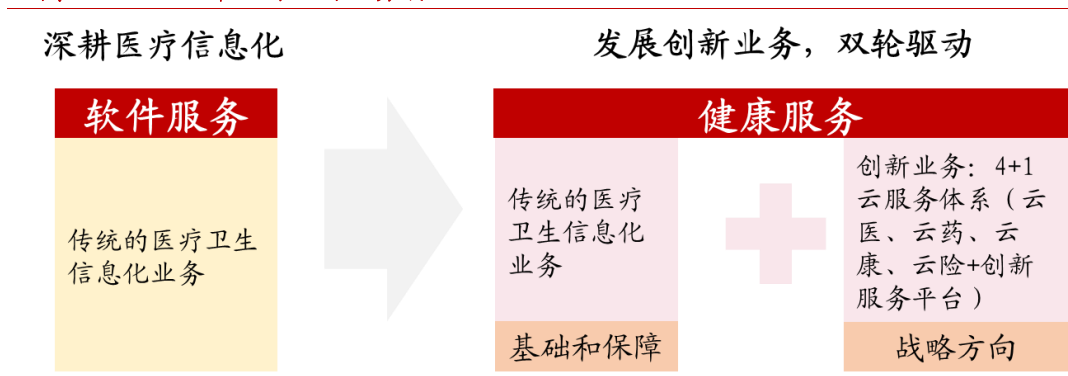 深耕医疗信息化
发展创新业务，双轮驱动
软件服务
健康服务
传统的医疗卫生
信息化业务
传统的医疗
卫生信息化
业务
创新业务：4+1
云服务体系（云
医、云药、云
康、云险+创新
服务平台）
基础和保障
战略方向